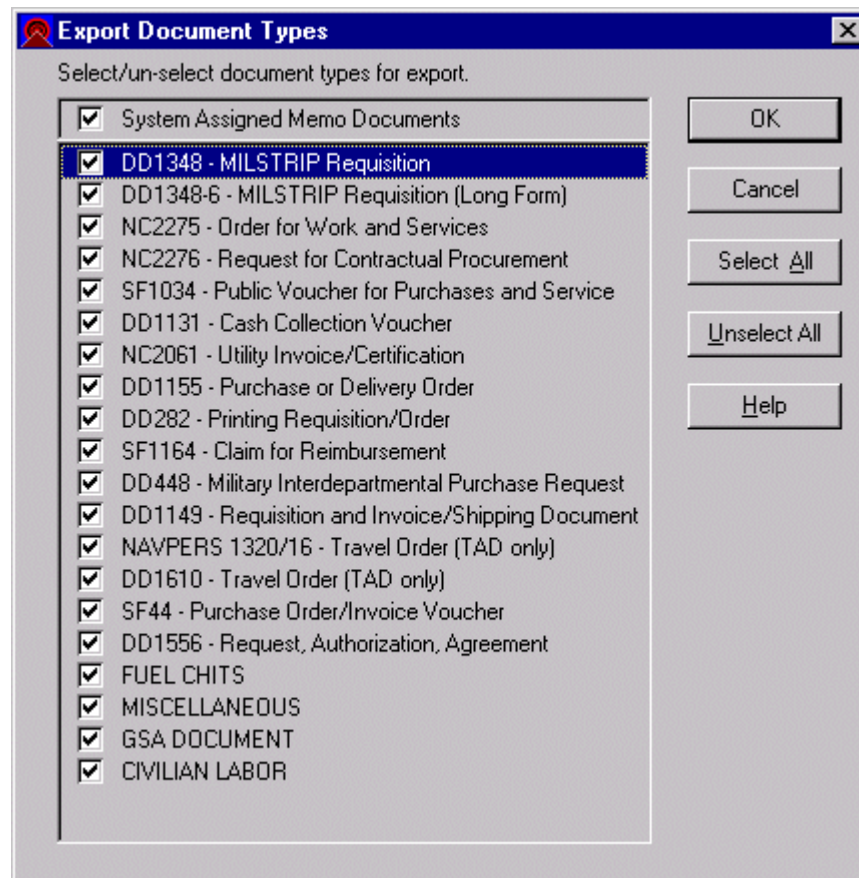 Export Document Types
Select/un-select document types for export.
System Assigned Memo Documents
DD1348 - MILSTRIP Requisition
DD1348-6 - MILSTRIP Requisition (Long Form)
NC2275 - Order for Work and Services
NC2276 - Request for Contractual Procurement
SF1034 - Public Voucher for Purchases and Service
DD1131 - Cash Collection Voucher
NC2061 - Utility Invoice/Certification
DD1155 - Purchase or Delivery Order
DD282 - Printing Requisition/Order
SF1164 - Claim for Reimbursement
DD448 - Military Interdepartmental Purchase Request
DD1149 - Requisition and Invoice/Shipping Document
NAVPERS 1320/16 - Travel Order (TAD only)
DD1610 - Travel Order (TAD only)
SF44 - Purchase Order/Invoice Voucher
DD1556 - Request, Authorization, Agreement
FUEL CHITS
MISCELLANEOUS
GSA DOCUMENT
CIVILIAN LABOR
OK
Cancel
Select All
Unselect All
Help